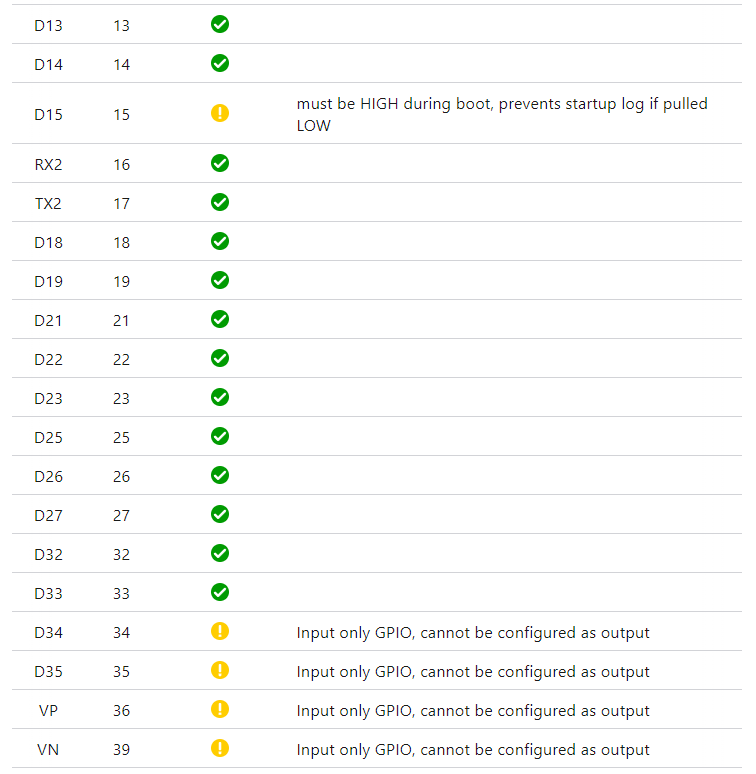 D13 13
D14 14
D15 15 must be HIGH during boot, prevents startup log if pulled
LOW
RX2 16
TX2 17
D18 18
D19 19
D21 21
D22 22
D23 23
D25 25
D26 26
D27 27
D32 32
D33 33
D34 34 Input only GPIO, cannot be configured as output
D35 35 Input only GPIO, cannot be configured as output
VP 36 Input only GPIO, cannot be configured as output
VN 39 Input only GPIO, cannot be configured as output